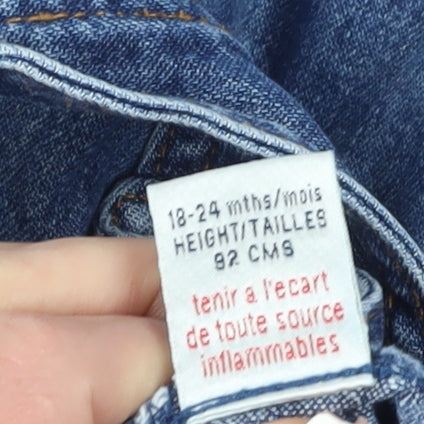 18-24 mths/mois
HEIGHT/TAILLES
92 CMS
tenir a l'ecart
de toute source
inflammables